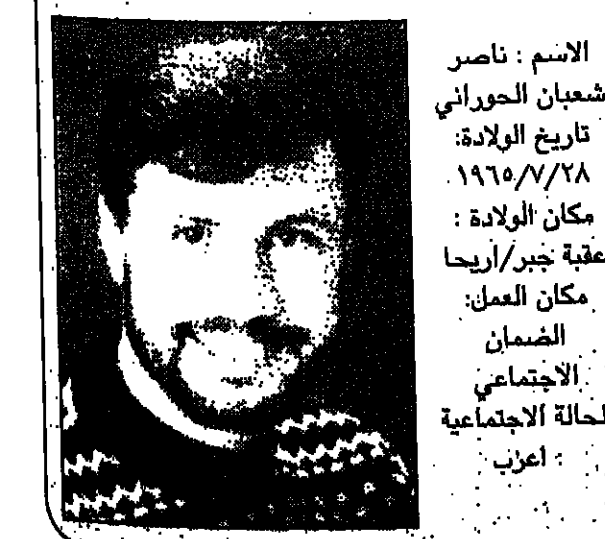 الاسم : ناصر
شعبان الحوراني
تاريخ الولادة:
١٩٦٥/٧/٢٨
مكان الولادة :
عقبة جبر/اريحا
مكان العمل:
الضمان
الاجتماعي
لحالة الاجتماعية
: اعزب